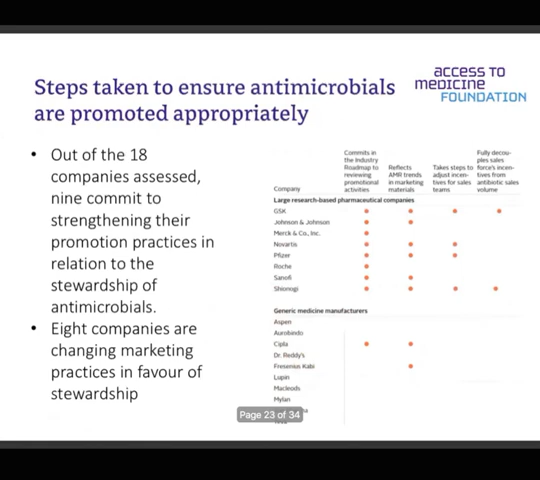 Steps taken to ensure antimicrobials
are promoted appropriately
ACCESS TO
MEDICINE
FOUNDATION
• Out of the 18
companies assessed,
nine commit to
strengthening their
promotion practices in
relation to the
stewardship of
antimicrobials.
• Eight companies are
changing marketing
practices in favour of
stewardship
Company
Commits in
the Industry
Roadmap to
reviewing
promotional
activities
Reflects
AMR trends
in marketing
materials
Takes steps to
adjust incen-
tives for sales
teams
Fully decou-
ples sales
force's incen-
tives from
antibiotic sales
volume
Large research-based pharmaceutical companies
GSK
Johnson & Johnson
Merck & Co., Inc.
Novartis
Pfizer
Roche
Sanofi
Shionogi
Generic medicine manufacturers
Aspen
Aurobindo
Cipla
Dr. Reddy's
Fresenius Kabi
Lupin
Macleods
Mylan
Page 23 of 34